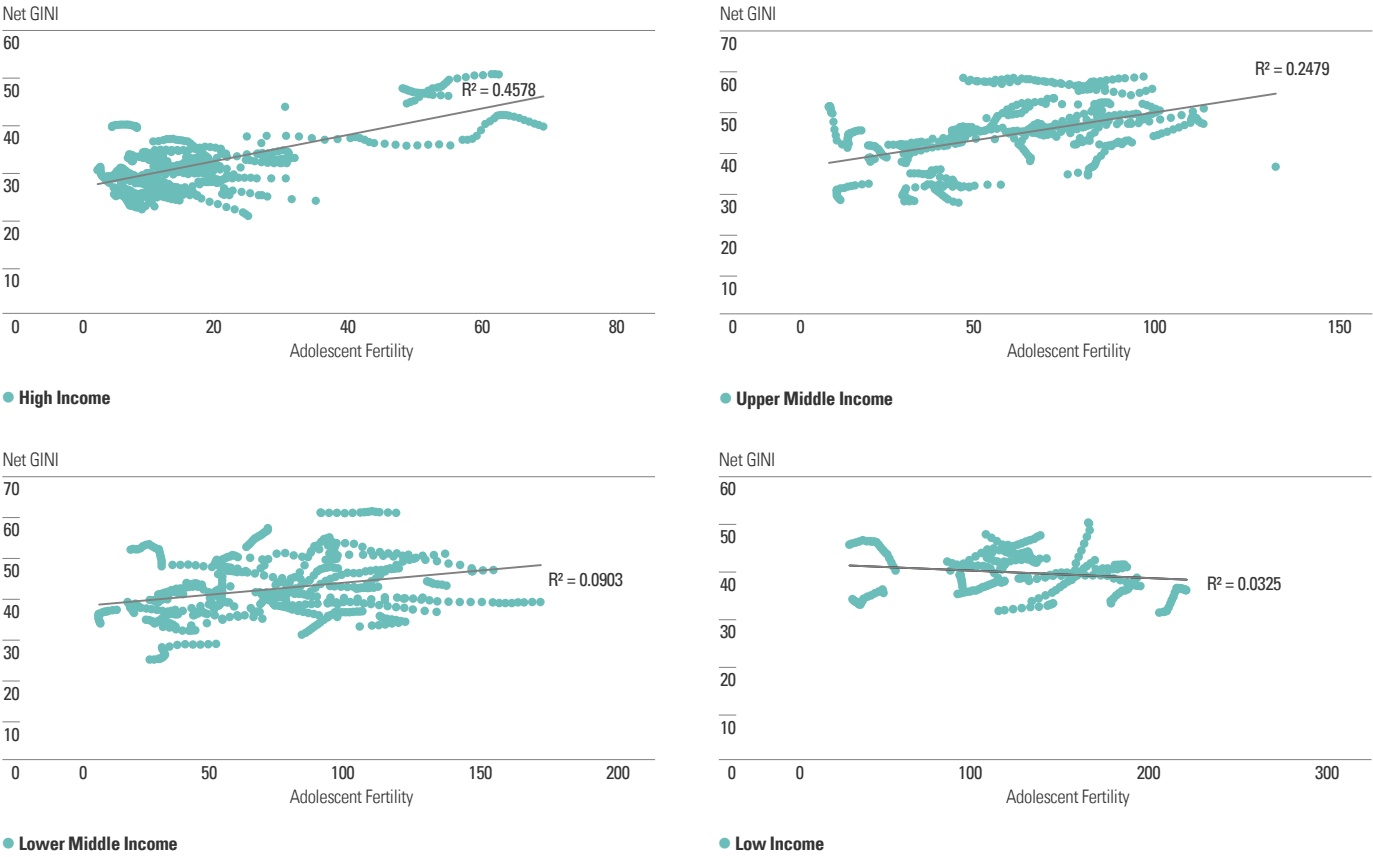 Net GINI
60
50
40
30
20
10
0
0 20 40 60 80
R² = 0.4578
Adolescent Fertility
High Income
Net GINI
70
60
50
40
30
20
10
0
0 50 100 150
R² = 0.2479
Adolescent Fertility
Upper Middle Income
Net GINI
70
60
50
40
30
20
10
0
0 50 100 150 200
R² = 0.0903
Adolescent Fertility
Lower Middle Income
Net GINI
60
50
40
30
20
10
0
0 100 200 300
R² = 0.0325
Adolescent Fertility
Low Income